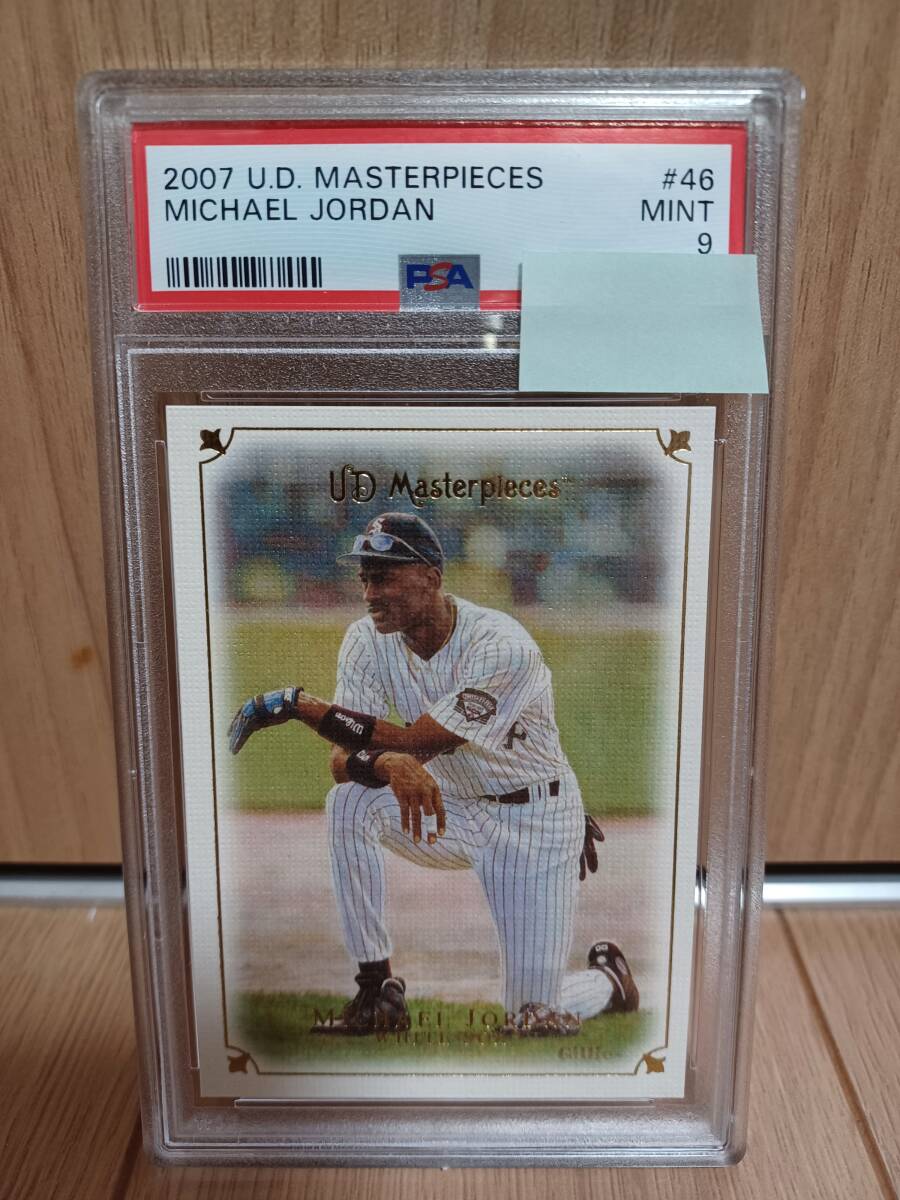 2007 U.D. MASTERPIECES #46
MICHAEL JORDAN MINT
9
PSA
UD Masterpieces
Wilson
MICHAEL JORDAN
WHITE SOX